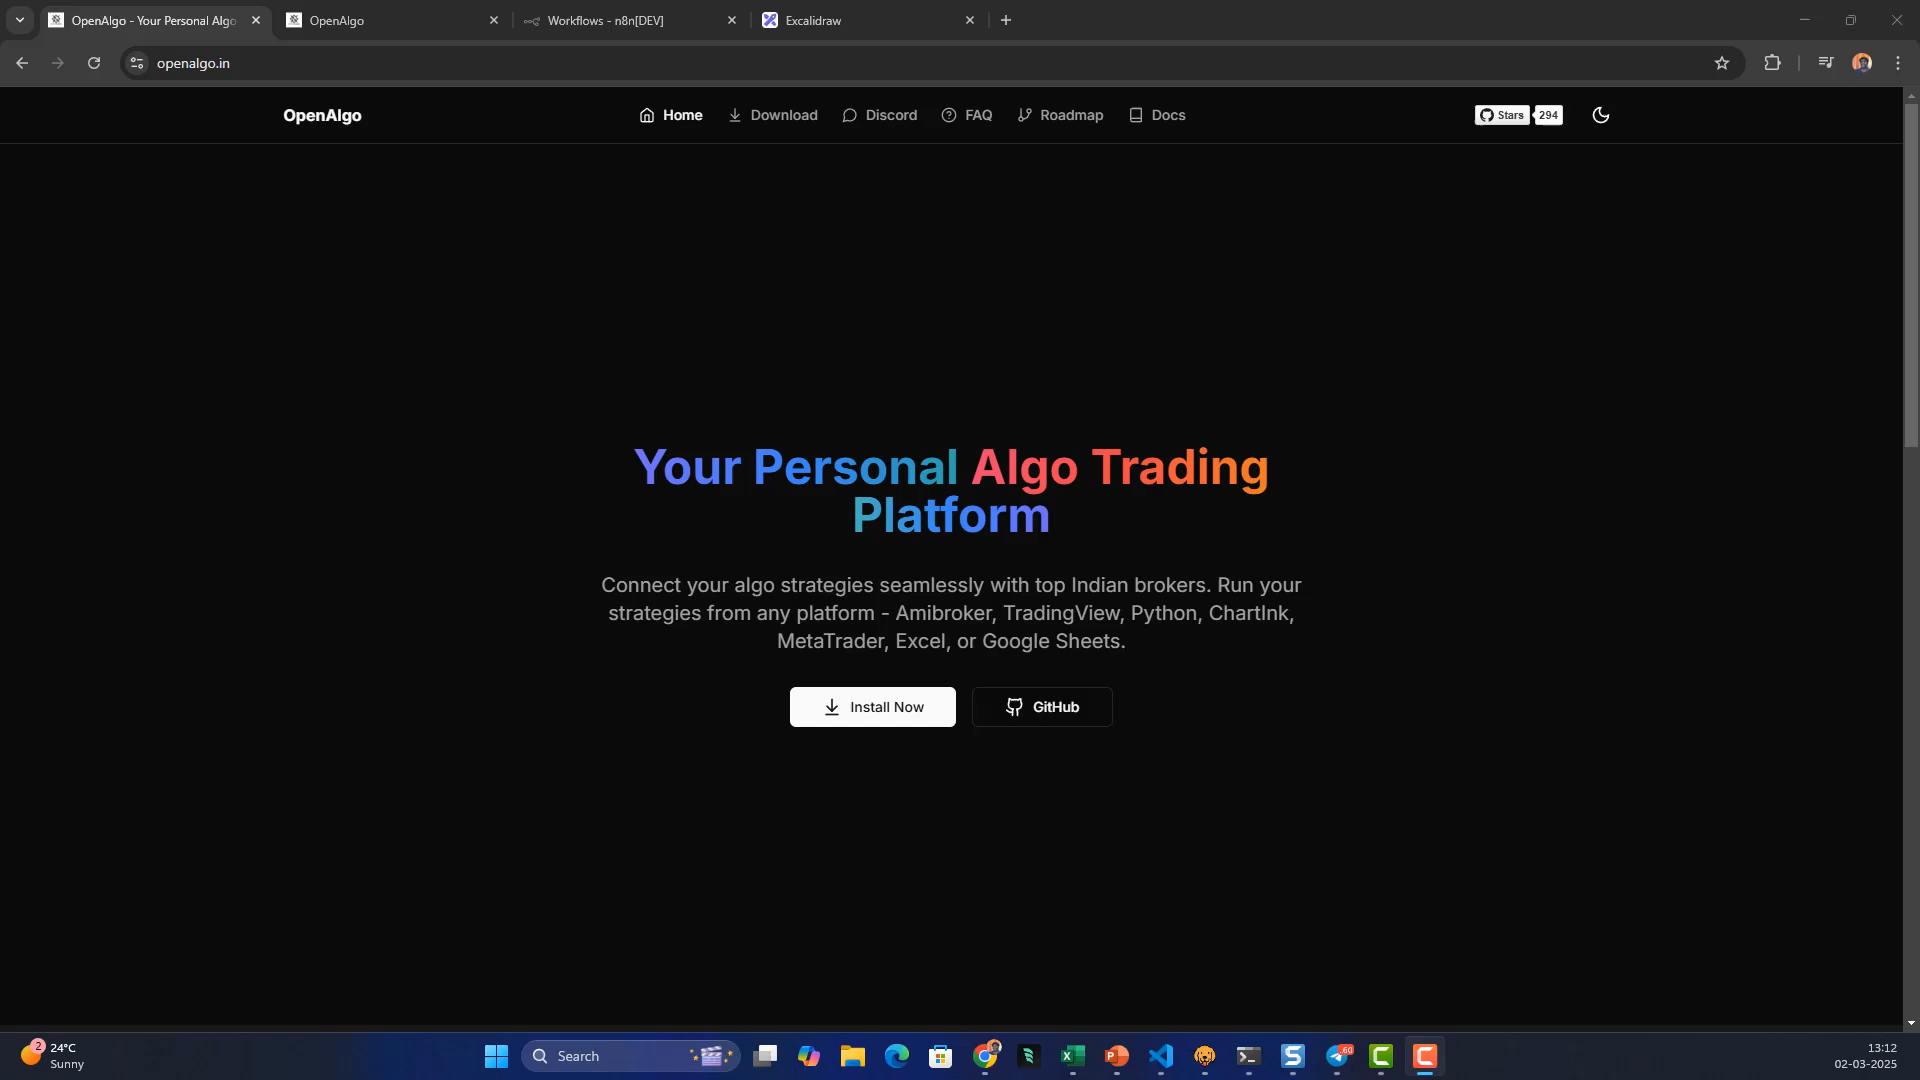 OpenAlgo - Your Personal Algo
OpenAlgo
Workflows - n8n[DEV]
Excalidraw
openalgo.in
OpenAlgo
Home
Download
Discord
FAQ
Roadmap
Docs
Stars
294
Your Personal Algo Trading
Platform
Connect your algo strategies seamlessly with top Indian brokers. Run your
strategies from any platform - Amibroker, TradingView, Python, ChartInk,
MetaTrader, Excel, or Google Sheets.
Install Now
GitHub
2
24°C
Sunny
Search
60
13:12
02-03-2025